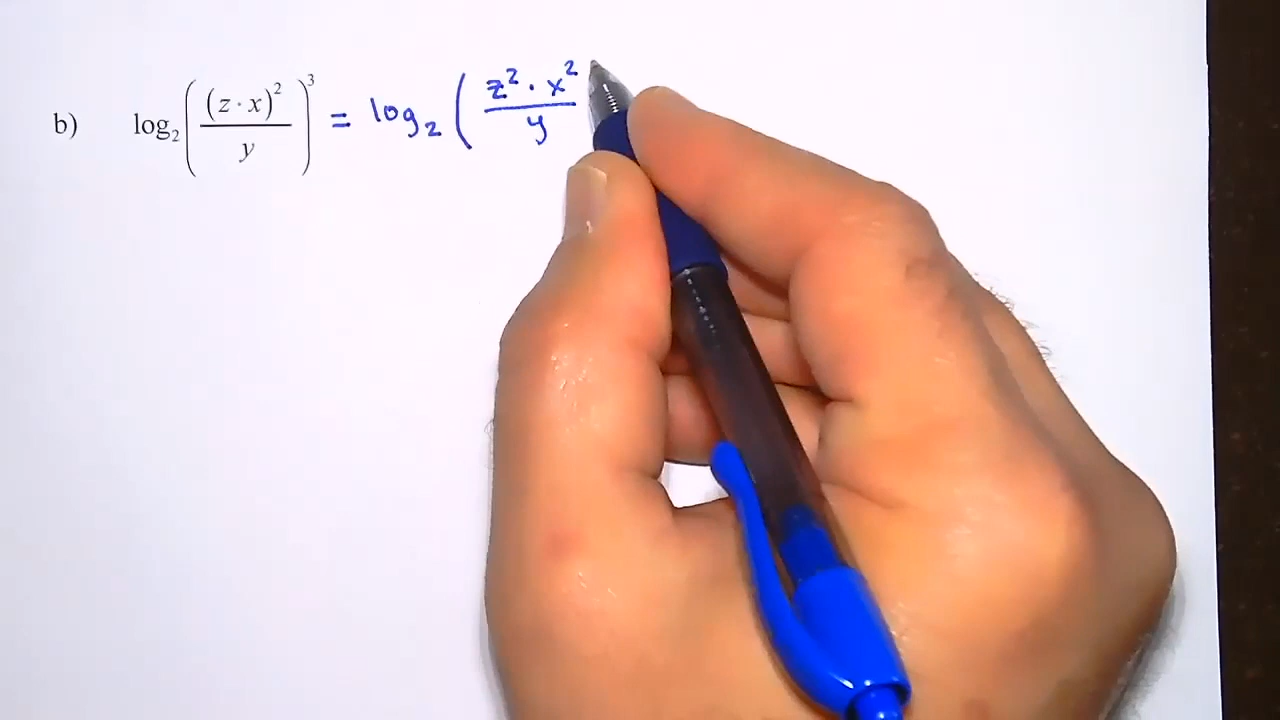 b) log₂((z·x)²/y)³ = log₂(z²·x²/y